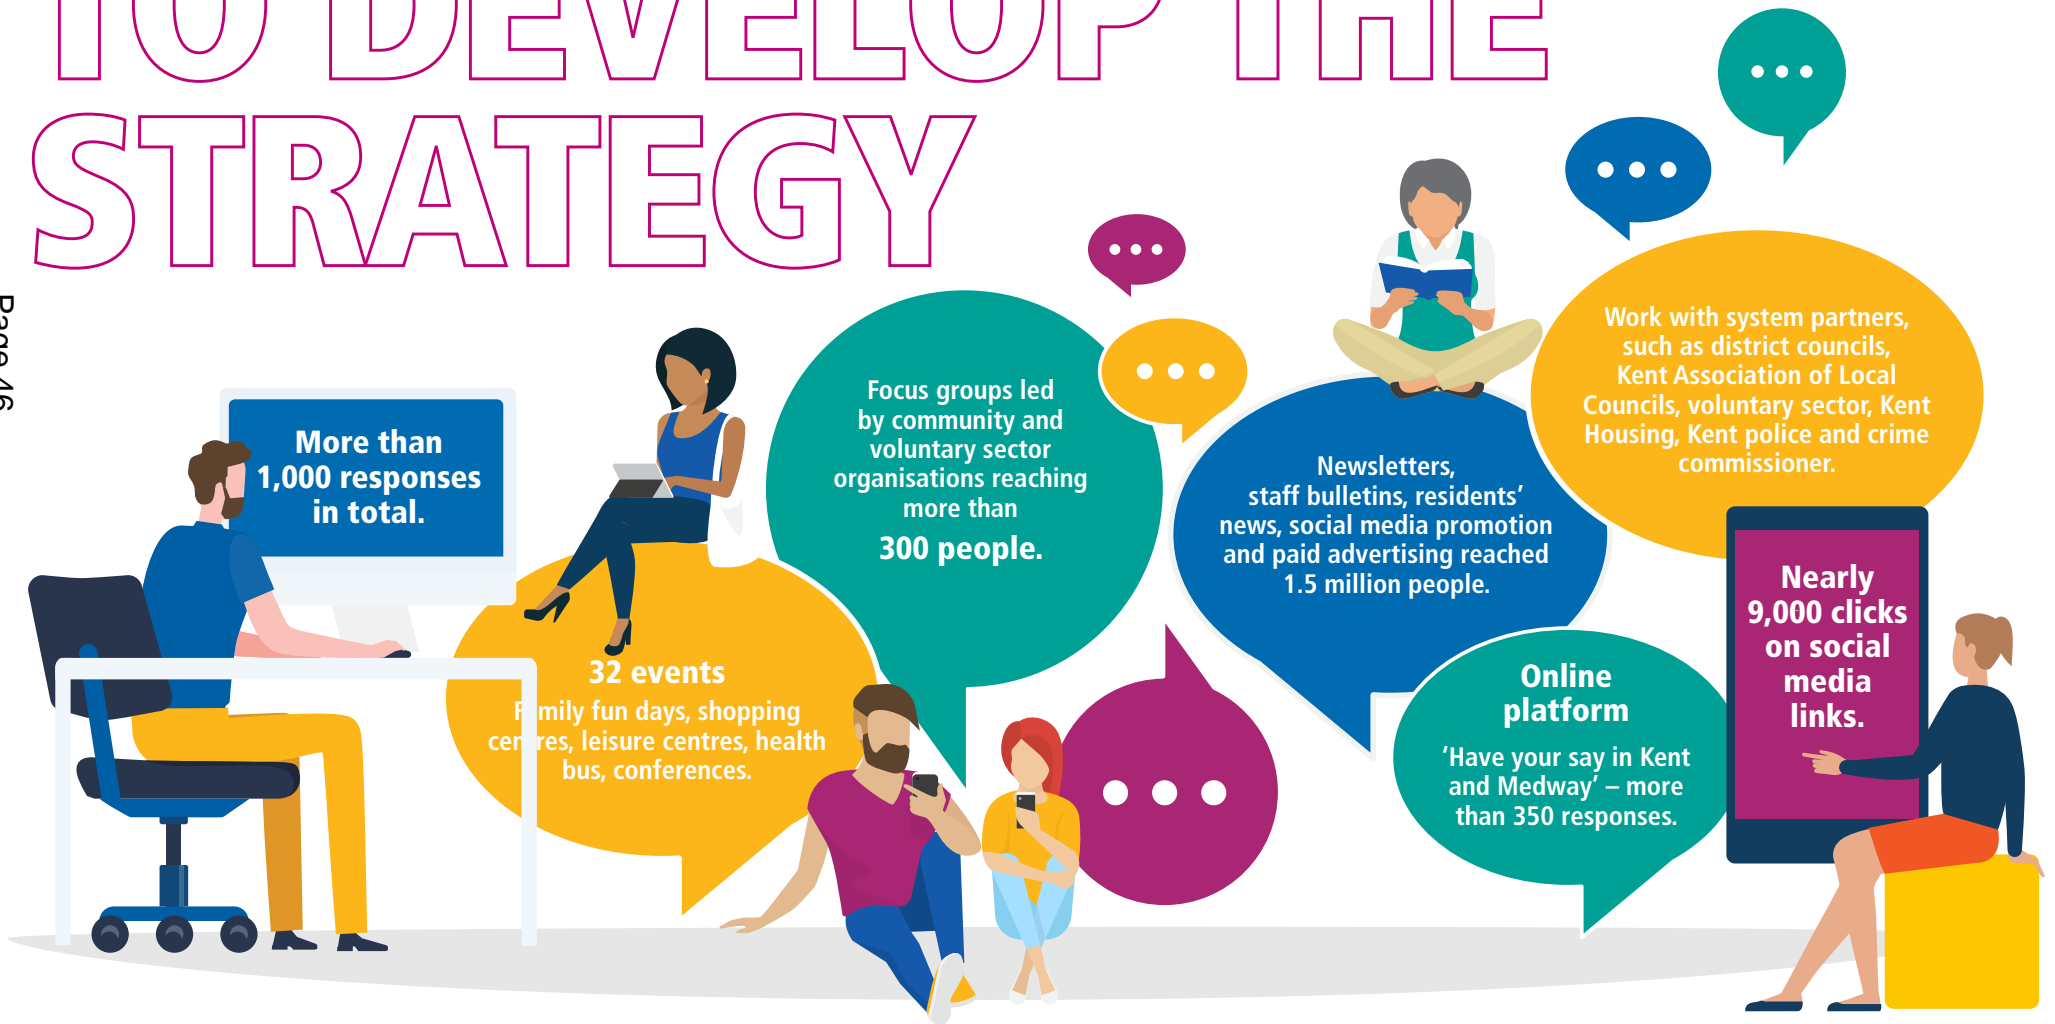 TO DEVELOP THE
STRATEGY
Page 46
More than
1,000 responses
in total.
32 events
Family fun days, shopping
centres, leisure centres, health
bus, conferences.
Focus groups led
by community and
voluntary sector
organisations reaching
more than
300 people.
Newsletters,
staff bulletins, residents’
news, social media promotion
and paid advertising reached
1.5 million people.
Work with system partners,
such as district councils,
Kent Association of Local
Councils, voluntary sector, Kent
Housing, Kent police and crime
commissioner.
Online
platform
‘Have your say in Kent
and Medway’ – more
than 350 responses.
Nearly
9,000 clicks
on social
media
links.